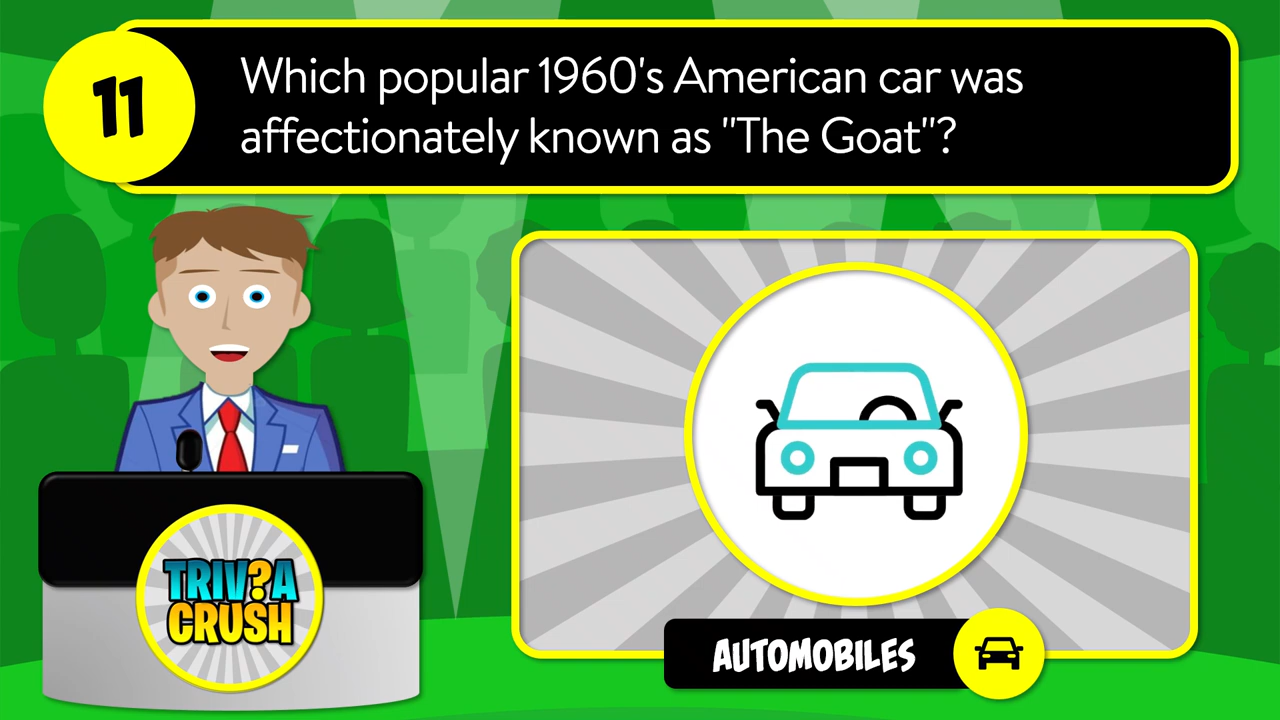 11
Which popular 1960's American car was
affectionately known as "The Goat"?
TRIV?A
CRUSH
AUTOMOBILES